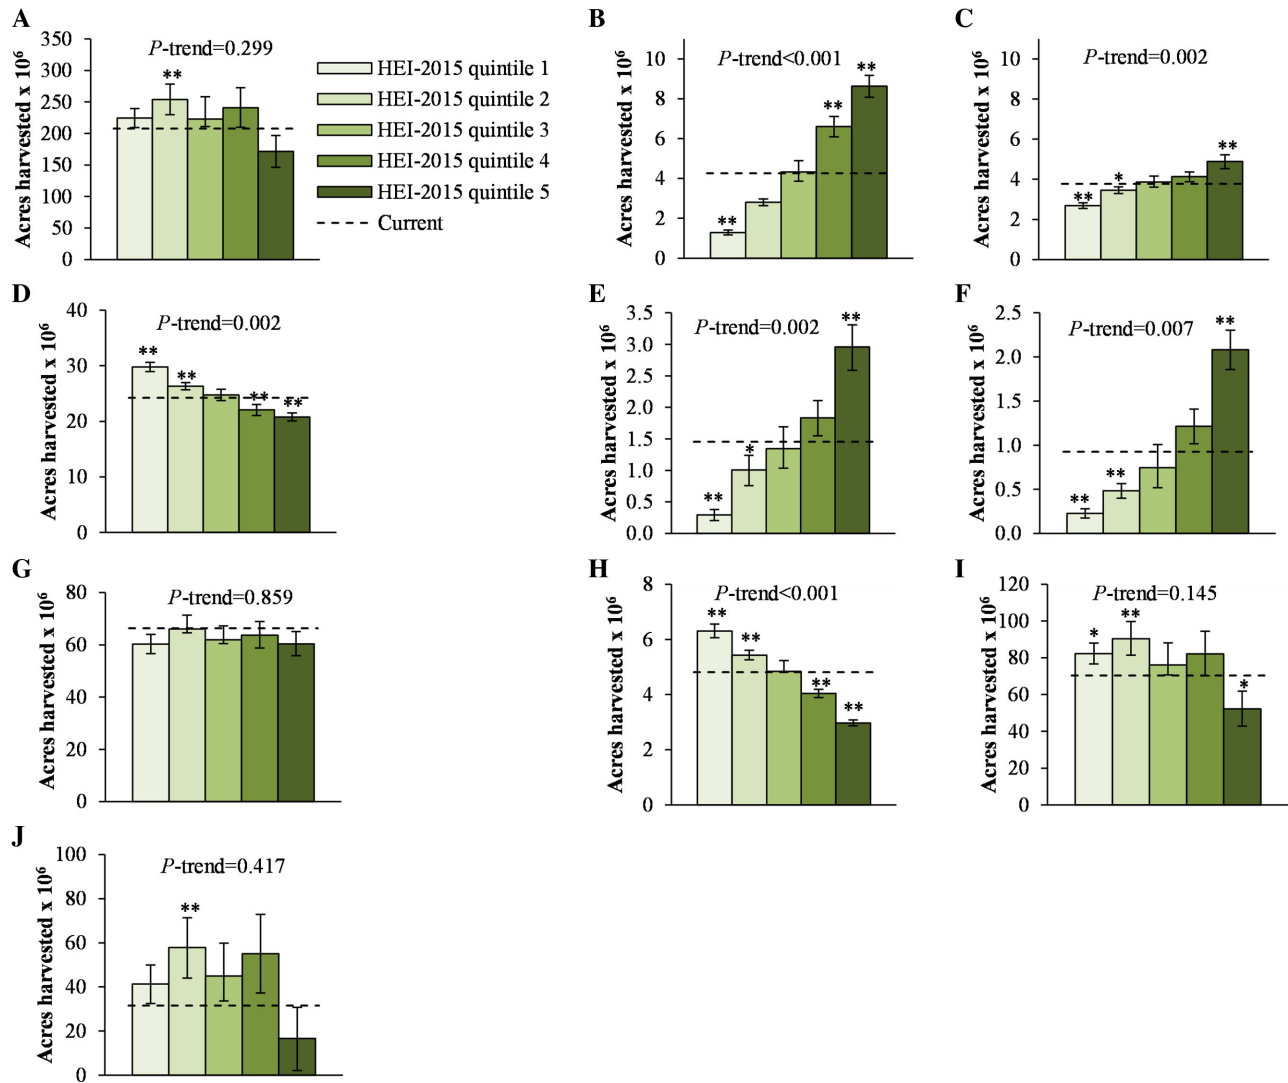 A
Acres harvested x 10⁶
350
300
250
200
150
100
50
0
P-trend=0.299
**
HEI-2015 quintile 1
HEI-2015 quintile 2
HEI-2015 quintile 3
HEI-2015 quintile 4
HEI-2015 quintile 5
Current
B
Acres harvested x 10⁶
10
8
6
4
2
0
P-trend<0.001
**
**
**
C
Acres harvested x 10⁶
10
8
6
4
2
0
P-trend=0.002
**
*
**
D
Acres harvested x 10⁶
40
30
20
10
0
P-trend=0.002
**
**
**
**
E
Acres harvested x 10⁶
3.5
3.0
2.5
2.0
1.5
1.0
0.5
0.0
P-trend=0.002
**
*
**
F
Acres harvested x 10⁶
2.5
2.0
1.5
1.0
0.5
0.0
P-trend=0.007
**
**
**
G
Acres harvested x 10⁶
80
60
40
20
0
P-trend=0.859
H
Acres harvested x 10⁶
8
6
4
2
0
P-trend<0.001
**
**
**
**
I
Acres harvested x 10⁶
120
100
80
60
40
20
0
P-trend=0.145
*
**
*
J
Acres harvested x 10⁶
100
80
60
40
20
0
P-trend=0.417
**